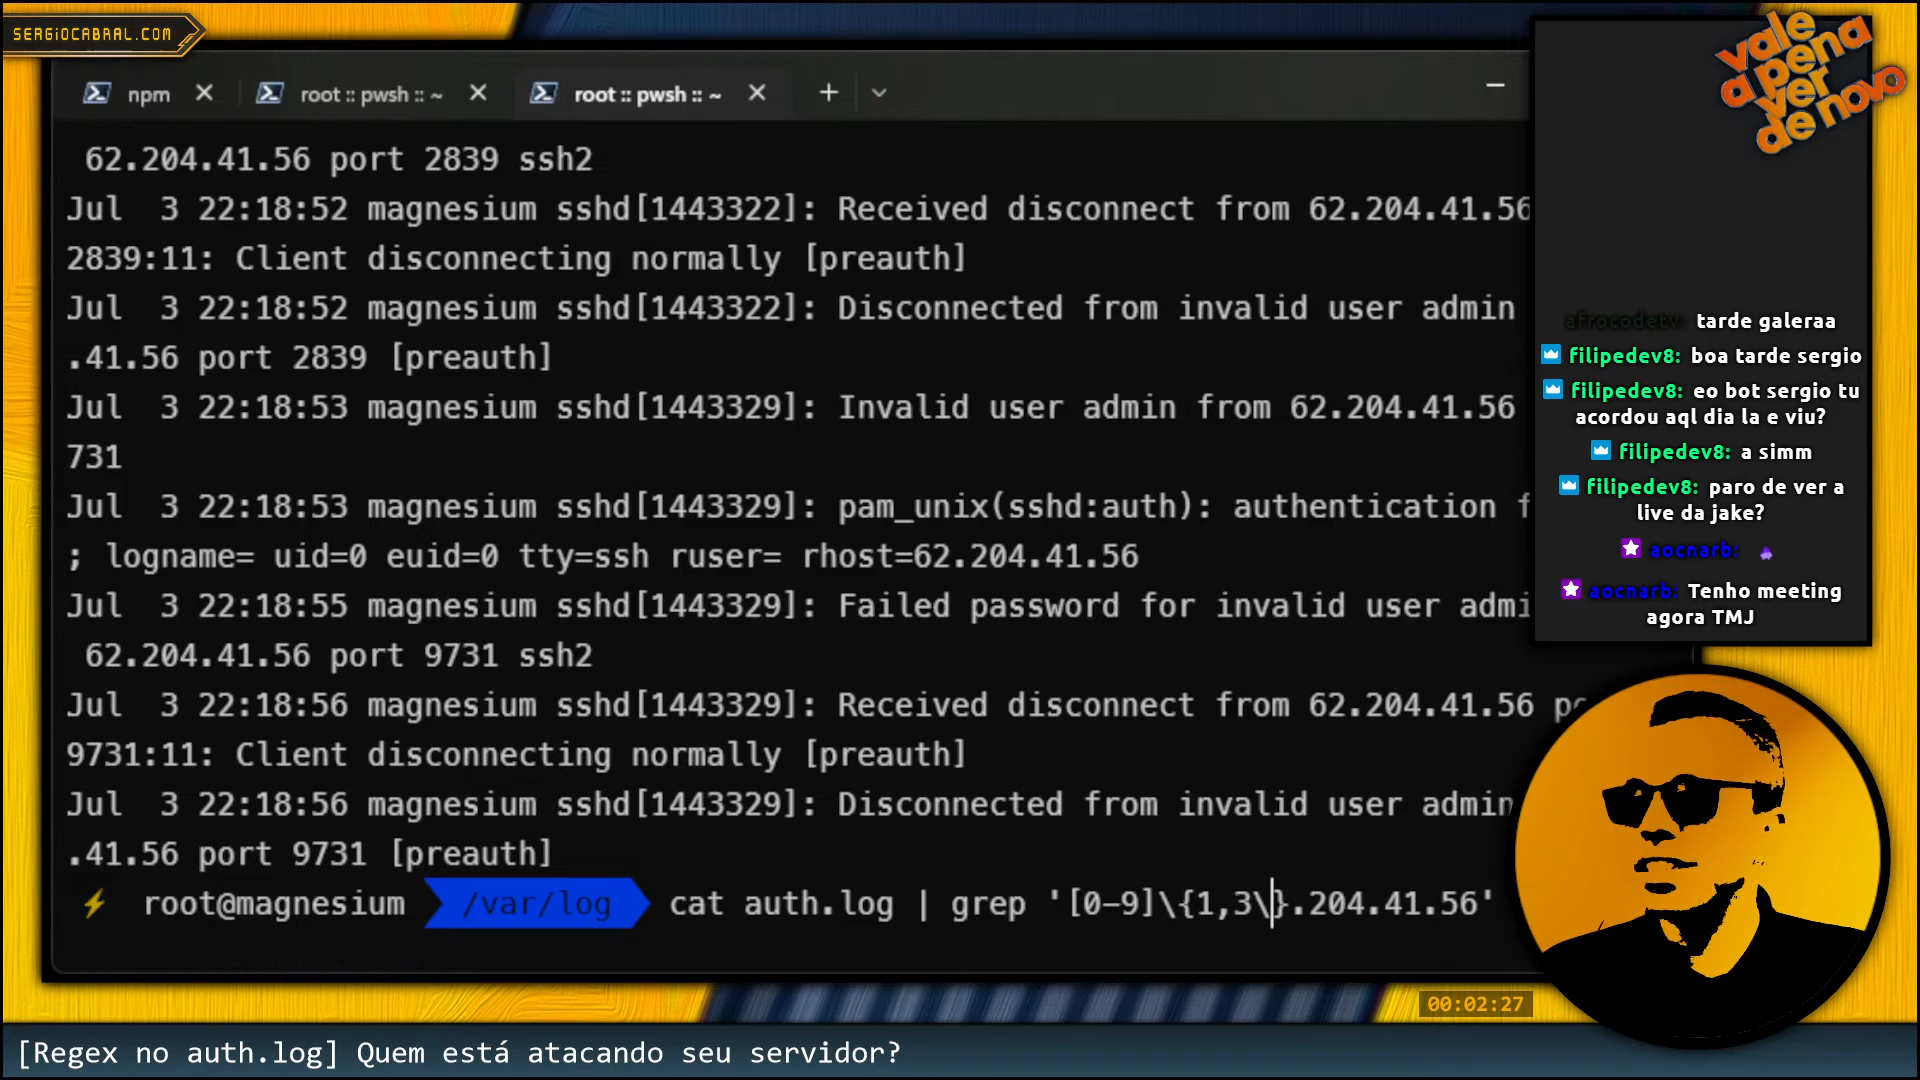 SERGIOCABRAL.COM
npm
root :: pwsh :: ~
root :: pwsh :: ~
62.204.41.56 port 2839 ssh2
Jul  3 22:18:52 magnesium sshd[1443322]: Received disconnect from 62.204.41.56
2839:11: Client disconnecting normally [preauth]
Jul  3 22:18:52 magnesium sshd[1443322]: Disconnected from invalid user admin
.41.56 port 2839 [preauth]
Jul  3 22:18:53 magnesium sshd[1443329]: Invalid user admin from 62.204.41.56
731
Jul  3 22:18:53 magnesium sshd[1443329]: pam_unix(sshd:auth): authentication f
; logname= uid=0 euid=0 tty=ssh ruser= rhost=62.204.41.56
Jul  3 22:18:55 magnesium sshd[1443329]: Failed password for invalid user admi
62.204.41.56 port 9731 ssh2
Jul  3 22:18:56 magnesium sshd[1443329]: Received disconnect from 62.204.41.56 po
9731:11: Client disconnecting normally [preauth]
Jul  3 22:18:56 magnesium sshd[1443329]: Disconnected from invalid user admin
.41.56 port 9731 [preauth]
root@magnesium /var/log cat auth.log | grep '[0-9]\{1,3\}.204.41.56'
vale
a pena
ver
de novo
afrocodetv: tarde galeraa
filipedev8: boa tarde sergio
filipedev8: eo bot sergio tu
acordou aql dia la e viu?
filipedev8: a simm
filipedev8: paro de ver a
live da jake?
aocnarb:
aocnarb: Tenho meeting
agora TMJ
00:02:27
[Regex no auth.log] Quem está atacando seu servidor?